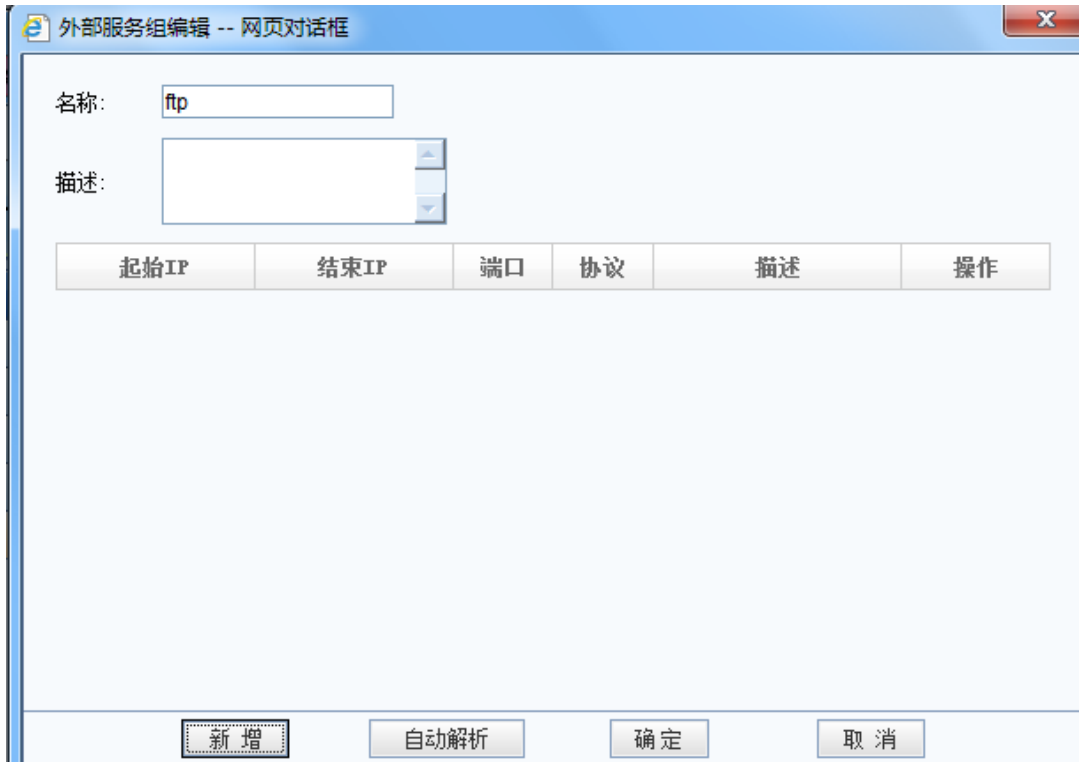 外部服务组编辑 -- 网页对话框
名称: ftp
描述:
起始IP 结束IP 端口 协议 描述 操作
新 增 自动解析 确 定 取 消